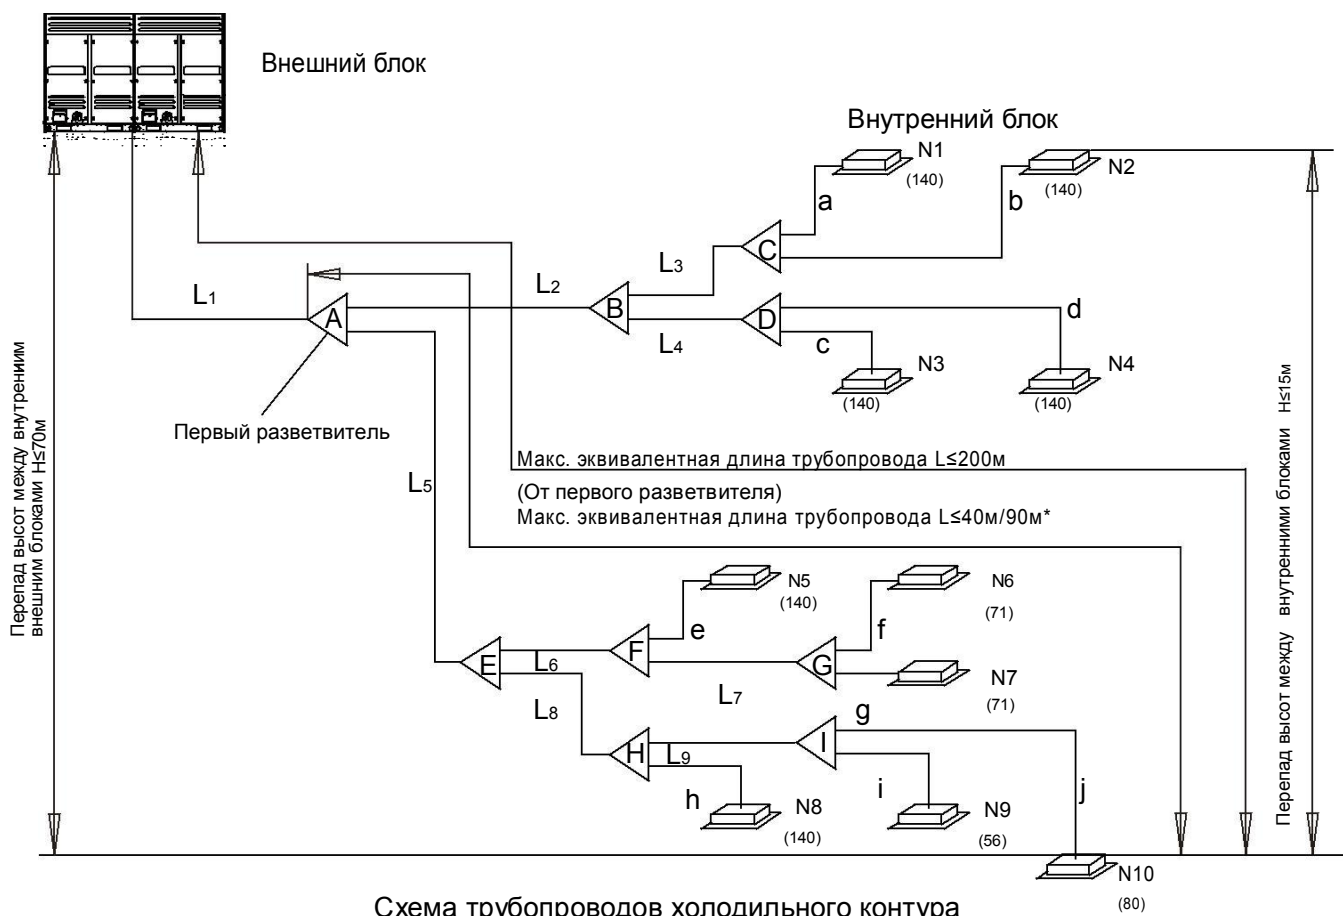 Внешний блок
Внутренний блок
N1
(140)
N2
(140)
a
b
C
L3
L2
L1
A
B
D
d
L4
c
N3
(140)
N4
(140)
Первый разветвитель
Перепад высот между внутрениим
внешним блоками H≤70м
Перепад высот между внутренними блоками H≤15м
Макс. эквивалентная длина трубопровода L≤200м
(От первого разветвителя)
Макс. эквивалентная длина трубопровода L≤40м/90м*
L5
N5
(140)
N6
(71)
e
f
E
F
G
L6
N7
(71)
L7
L8
g
H
L9
I
h
i
j
N8
(140)
N9
(56)
N10
(80)
Схема трубопроводов холодильного контура